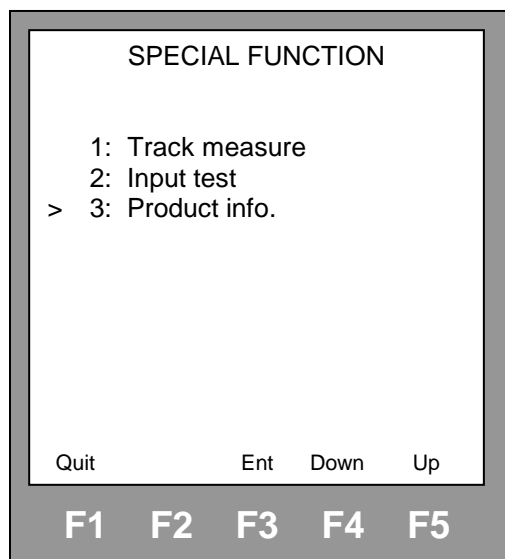 SPECIAL FUNCTION
1: Track measure
2: Input test
> 3: Product info.
Quit Ent Down Up
F1 F2 F3 F4 F5